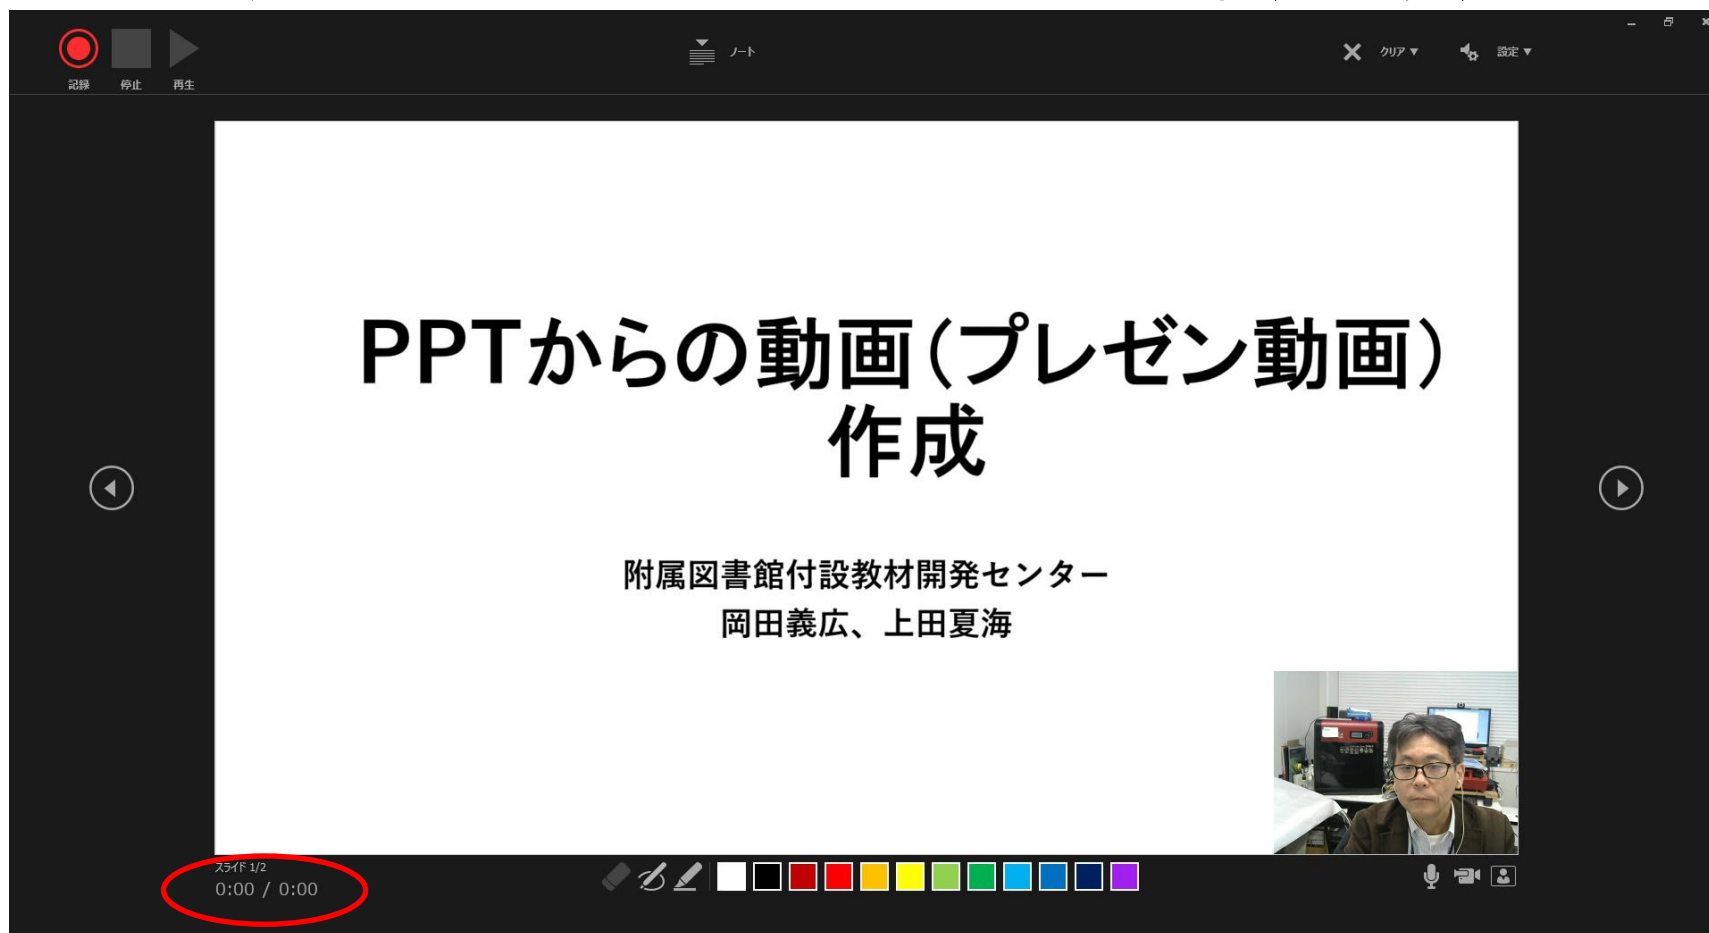 ノート
クリア▼
設定▼
記録
停止
再生
PPTからの動画(プレゼン動画)
作成
附属図書館付設教材開発センター
岡田義広、上田夏海
スライド 1/2
0:00 / 0:00